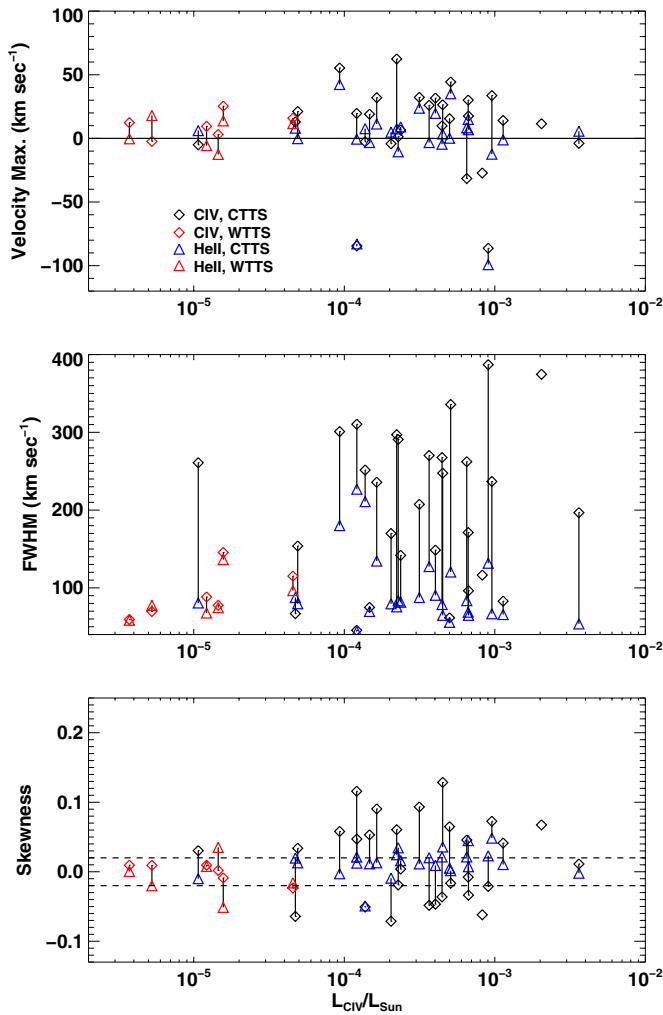 100
50
0
−50
−100
Velocity Max. (km sec⁻¹)
CIV, CTTS
CIV, WTTS
HeII, CTTS
HeII, WTTS
10⁻⁵ 10⁻⁴ 10⁻³ 10⁻²
400
300
200
100
FWHM (km sec⁻¹)
10⁻⁵ 10⁻⁴ 10⁻³ 10⁻²
0.2
0.1
0.0
−0.1
Skewness
10⁻⁵ 10⁻⁴ 10⁻³ 10⁻²
L_CIV/L_Sun